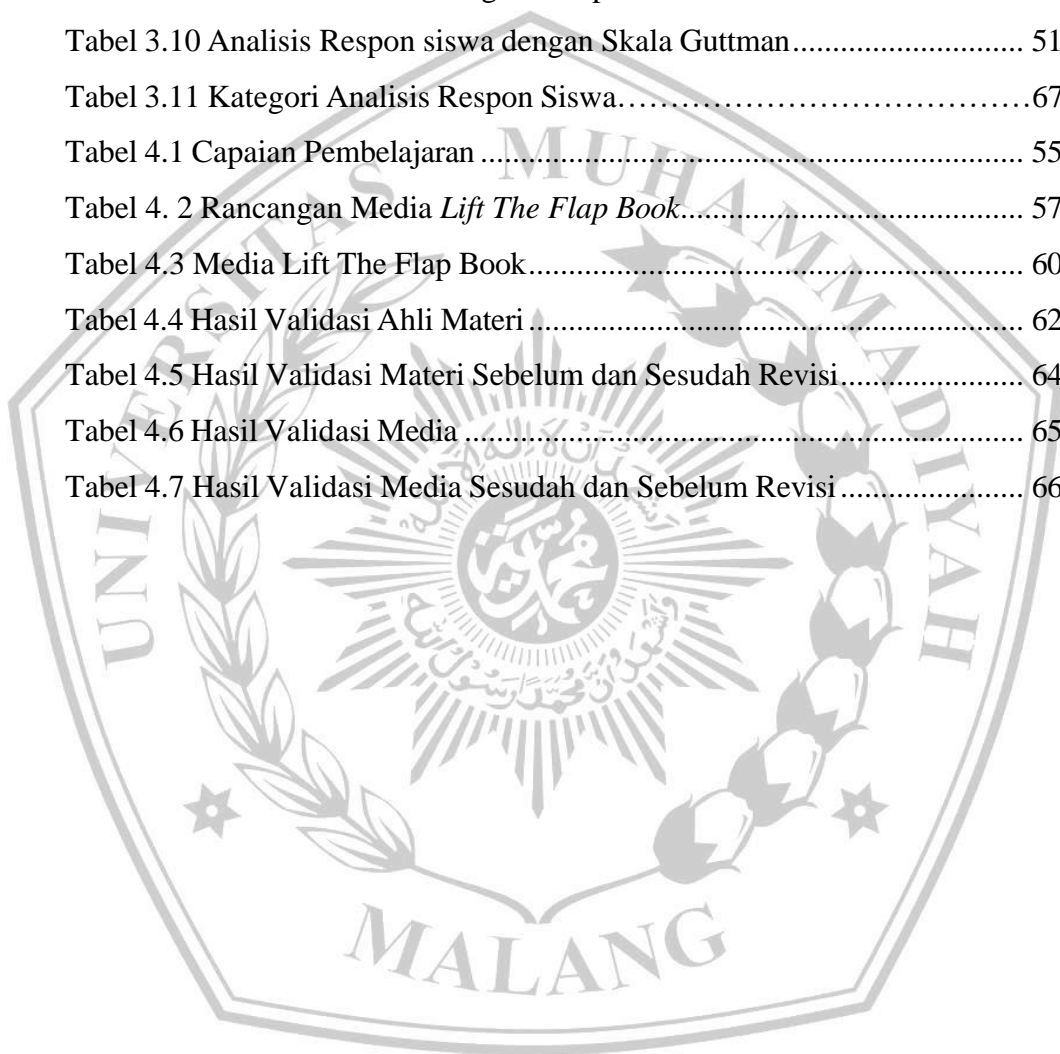 Tabel 3.10 Analisis Respon siswa dengan Skala Guttman............................. 51
Tabel 3.11 Kategori Analisis Respon Siswa…………………………………67
Tabel 4.1 Capaian Pembelajaran .................................................................... 55
Tabel 4. 2 Rancangan Media Lift The Flap Book........................................... 57
Tabel 4.3 Media Lift The Flap Book.............................................................. 60
Tabel 4.4 Hasil Validasi Ahli Materi .............................................................. 62
Tabel 4.5 Hasil Validasi Materi Sebelum dan Sesudah Revisi....................... 64
Tabel 4.6 Hasil Validasi Media ...................................................................... 65
Tabel 4.7 Hasil Validasi Media Sesudah dan Sebelum Revisi ....................... 66
UNIVERSITAS MUHAMMADIYAH
MALANG